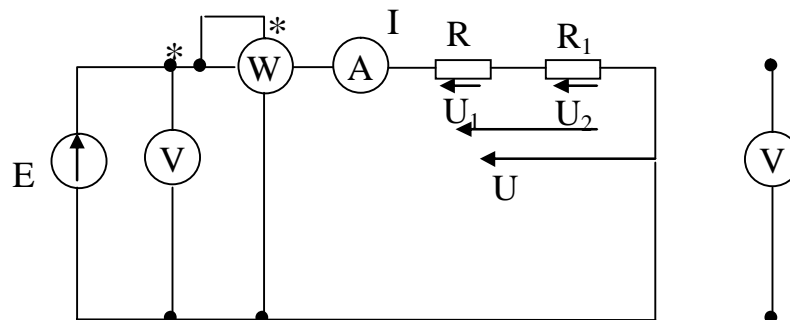 I
* *
R R₁
W A
U₁ U₂
E V V
U